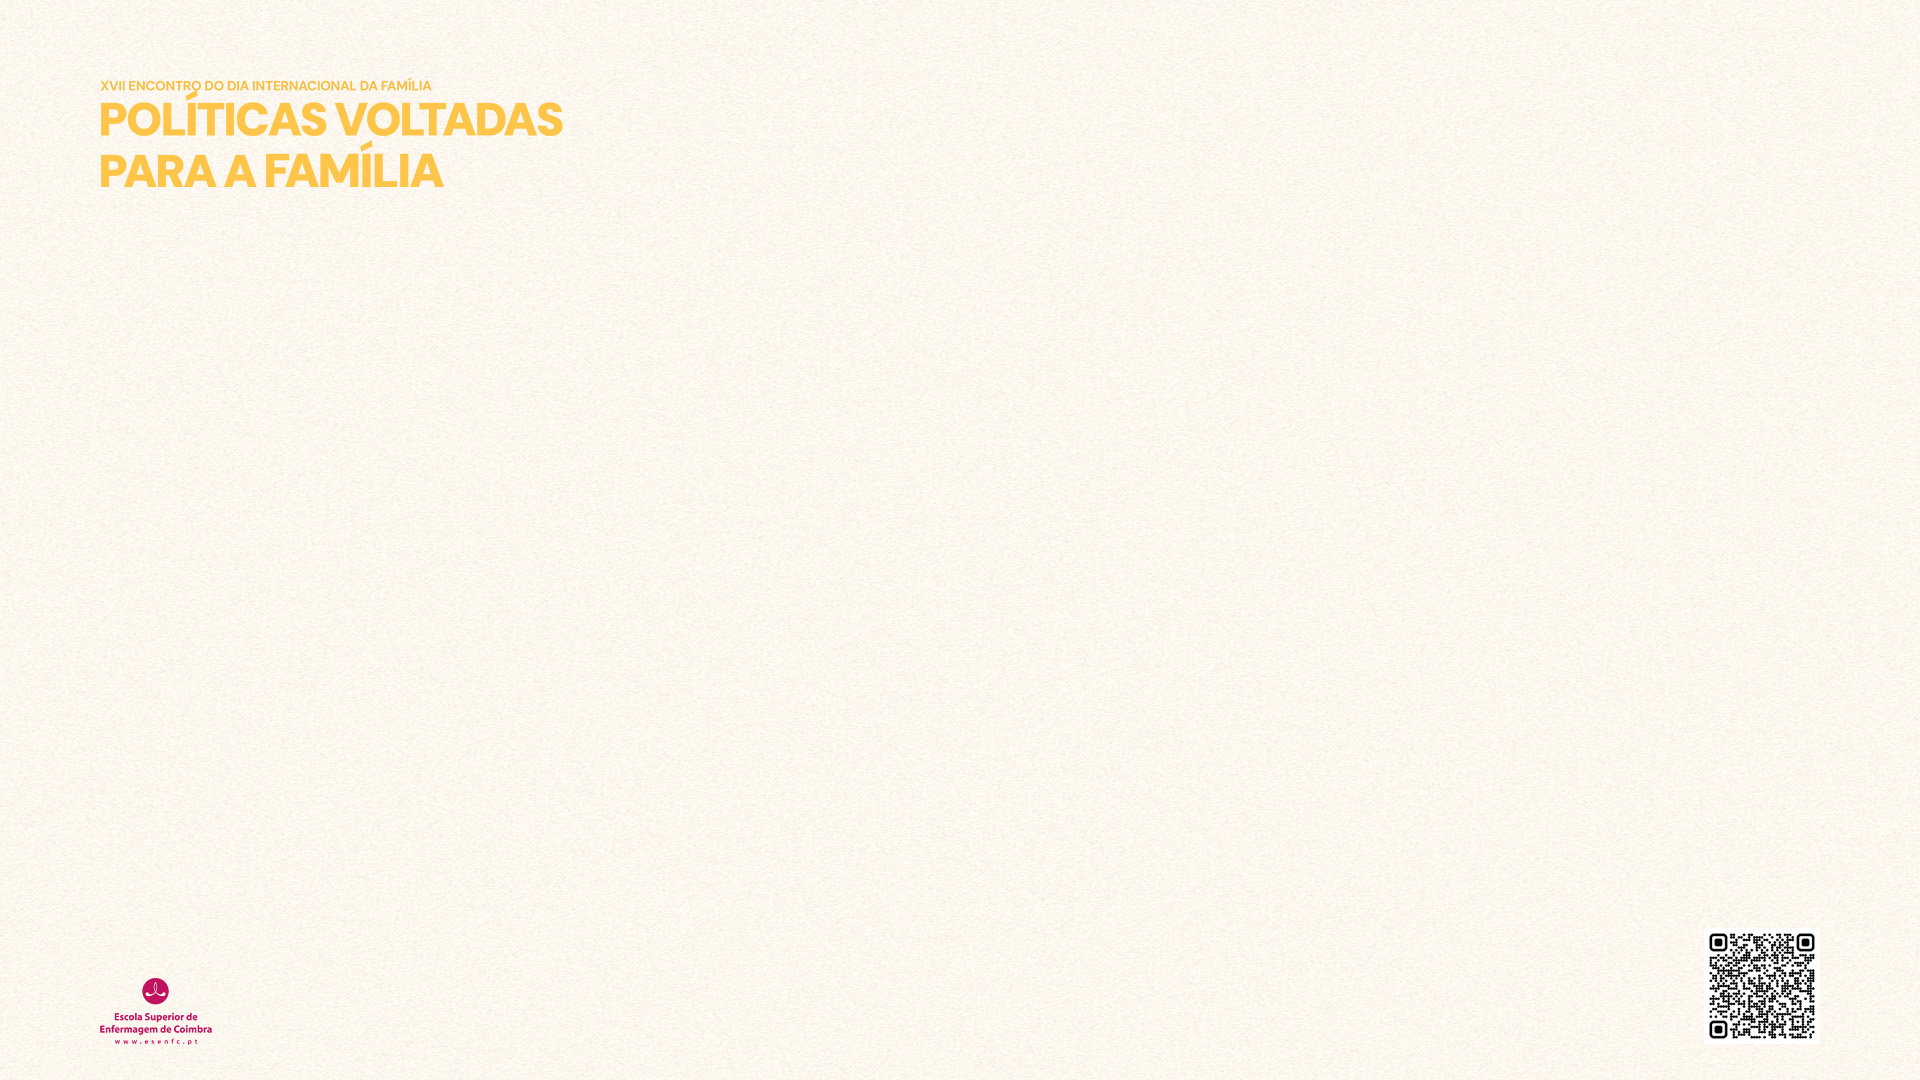 XVII ENCONTRO DO DIA INTERNACIONAL DA FAMÍLIA
POLÍTICAS VOLTADAS
PARA A FAMÍLIA
Escola Superior de
Enfermagem de Coimbra
www.esenfc.pt